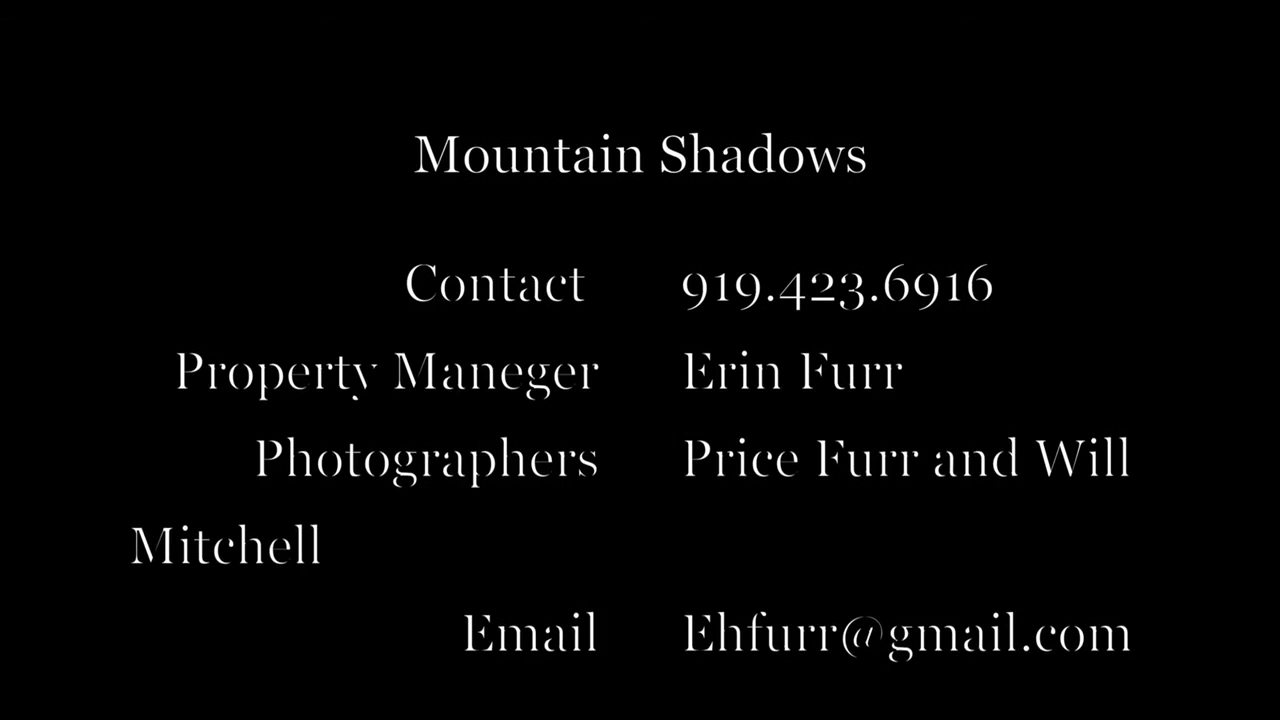 Mountain Shadows
Contact 919.423.6916
Property Maneger Erin Furr
Photographers Price Furr and Will
Mitchell
Email Ehfurr@gmail.com